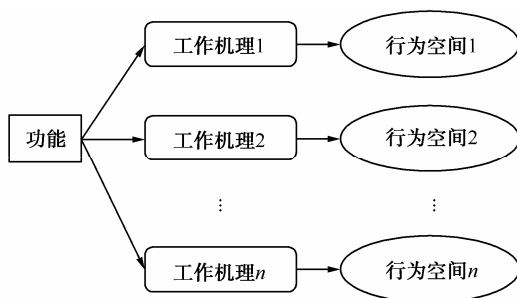 工作机理1
行为空间1
功能
工作机理2
行为空间2
⋮
⋮
工作机理n
行为空间n